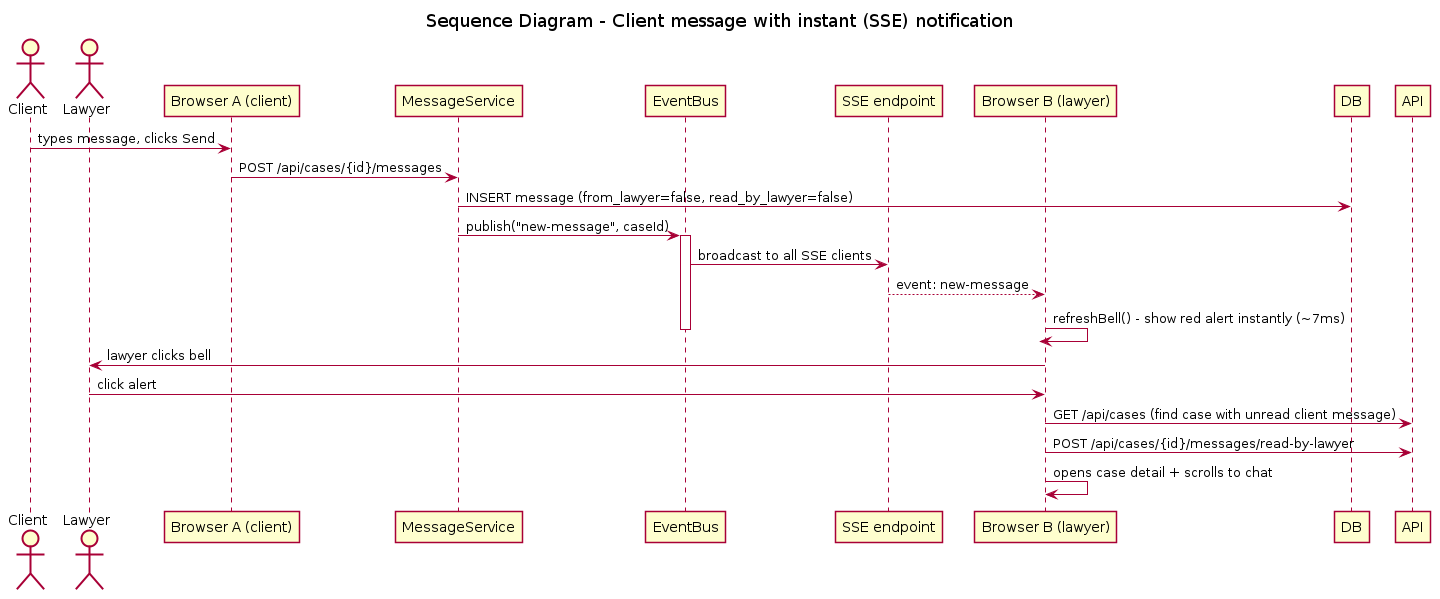 Sequence Diagram - Client message with instant (SSE) notification
Client
Lawyer
Browser A (client)
MessageService
EventBus
SSE endpoint
Browser B (lawyer)
DB
API
types message, clicks Send
POST /api/cases/{id}/messages
INSERT message (from_lawyer=false, read_by_lawyer=false)
publish("new-message", caseId)
broadcast to all SSE clients
event: new-message
refreshBell() - show red alert instantly (~7ms)
lawyer clicks bell
click alert
GET /api/cases (find case with unread client message)
POST /api/cases/{id}/messages/read-by-lawyer
opens case detail + scrolls to chat
Client
Lawyer
Browser A (client)
MessageService
EventBus
SSE endpoint
Browser B (lawyer)
DB
API